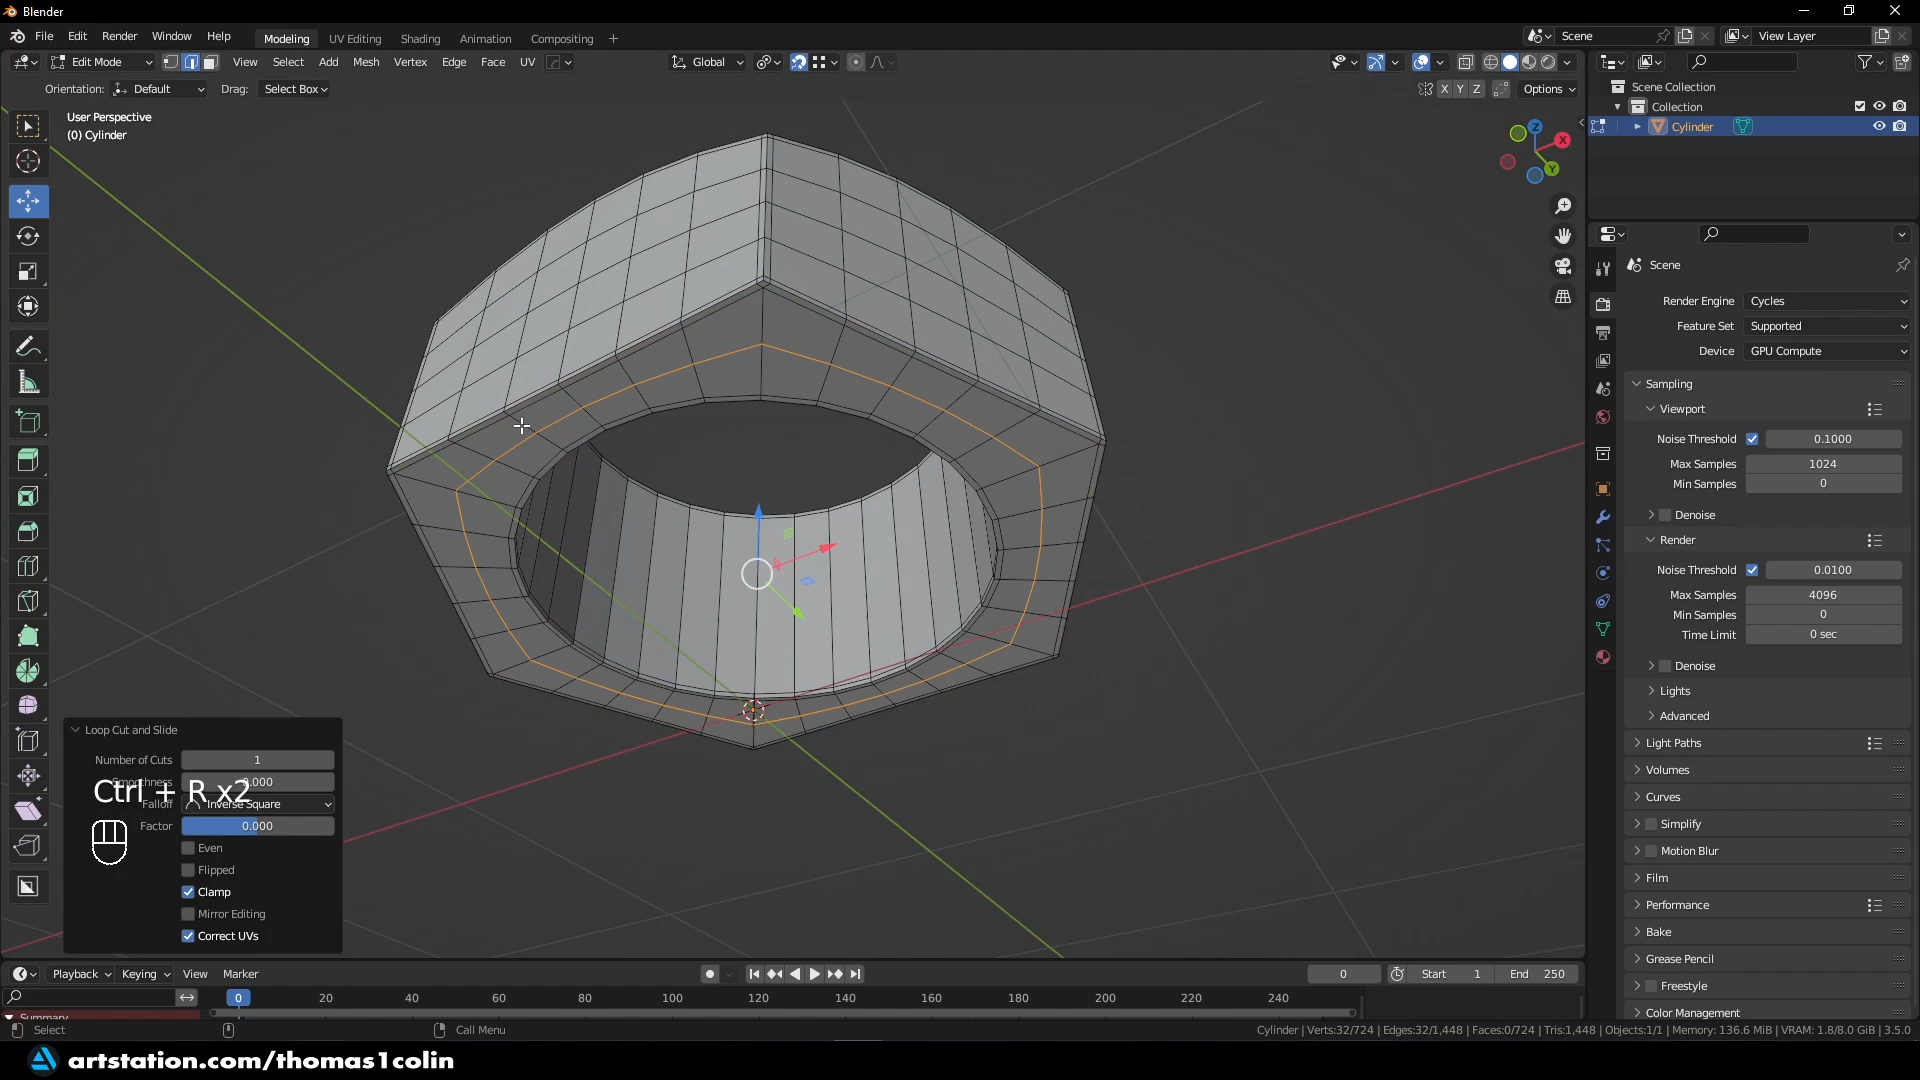 Blender
File Edit Render Window Help
Modeling UV Editing Shading Animation Compositing +
Scene
View Layer
Edit Mode
View Select Add Mesh Vertex Edge Face UV
Global
Orientation: Default Drag: Select Box
X Y Z Options
User Perspective
(0) Cylinder
Z
X
Y
Scene Collection
Collection
Cylinder
Scene
Render Engine Cycles
Feature Set Supported
Device GPU Compute
Sampling
Viewport
Noise Threshold 0.1000
Max Samples 1024
Min Samples 0
Denoise
Render
Noise Threshold 0.0100
Max Samples 4096
Min Samples 0
Time Limit 0 sec
Denoise
Lights
Advanced
Light Paths
Volumes
Curves
Simplify
Motion Blur
Film
Performance
Bake
Grease Pencil
Freestyle
Color Management
Loop Cut and Slide
Number of Cuts 1
Smoothness 0.000
Ctrl + R x2
Falloff Inverse Square
Factor 0.000
Even
Flipped
Clamp
Mirror Editing
Correct UVs
Playback Keying View Marker
0 Start 1 End 250
0 20 40 60 80 100 120 140 160 180 200 220 240
Summary
Select
Call Menu
Cylinder | Verts:32/724 | Edges:32/1,448 | Faces:0/724 | Tris:1,448 | Objects:1/1 | Memory: 136.6 MiB | VRAM: 1.8/8.0 GiB | 3.5.0
artstation.com/thomas1colin